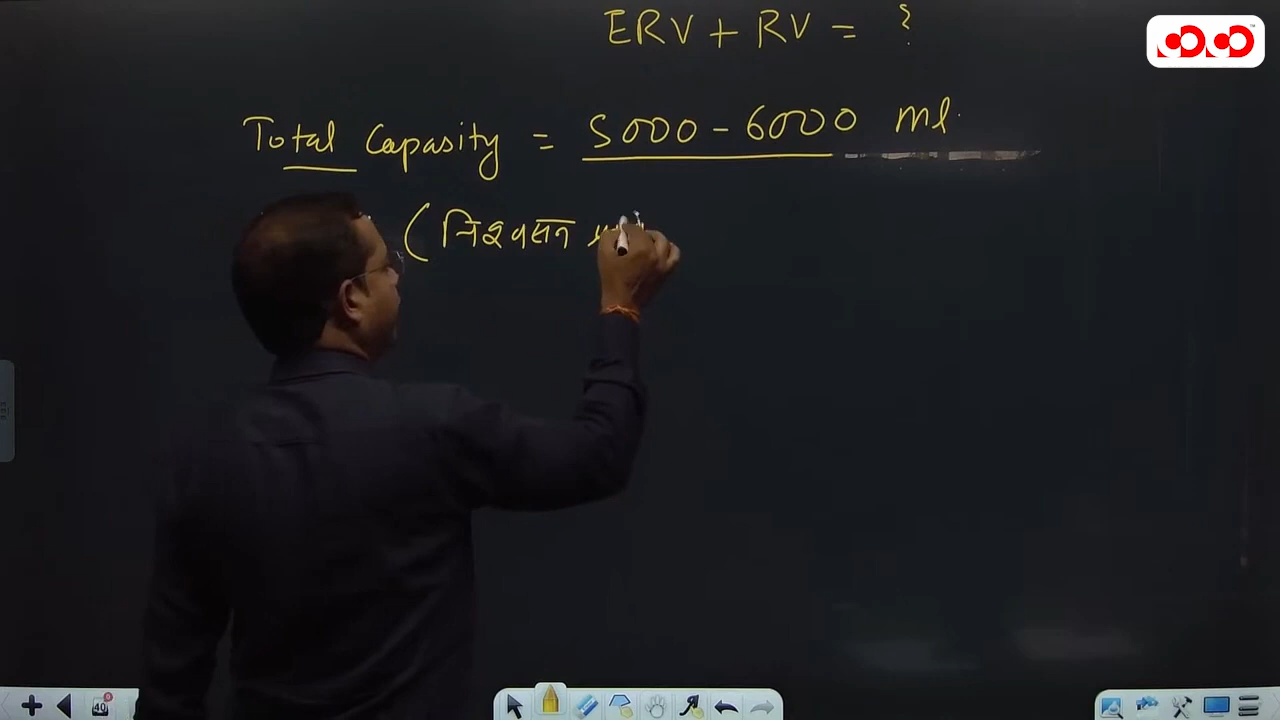 ERV + RV = ?
Total Capasity = 5000 - 6000 ml.
(निश्वसन